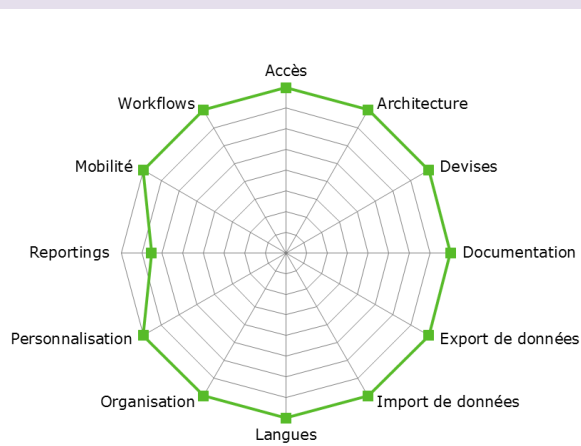 Accès
Workflows
Architecture
Mobilité
Devises
Reportings
Documentation
Personnalisation
Export de données
Organisation
Import de données
Langues